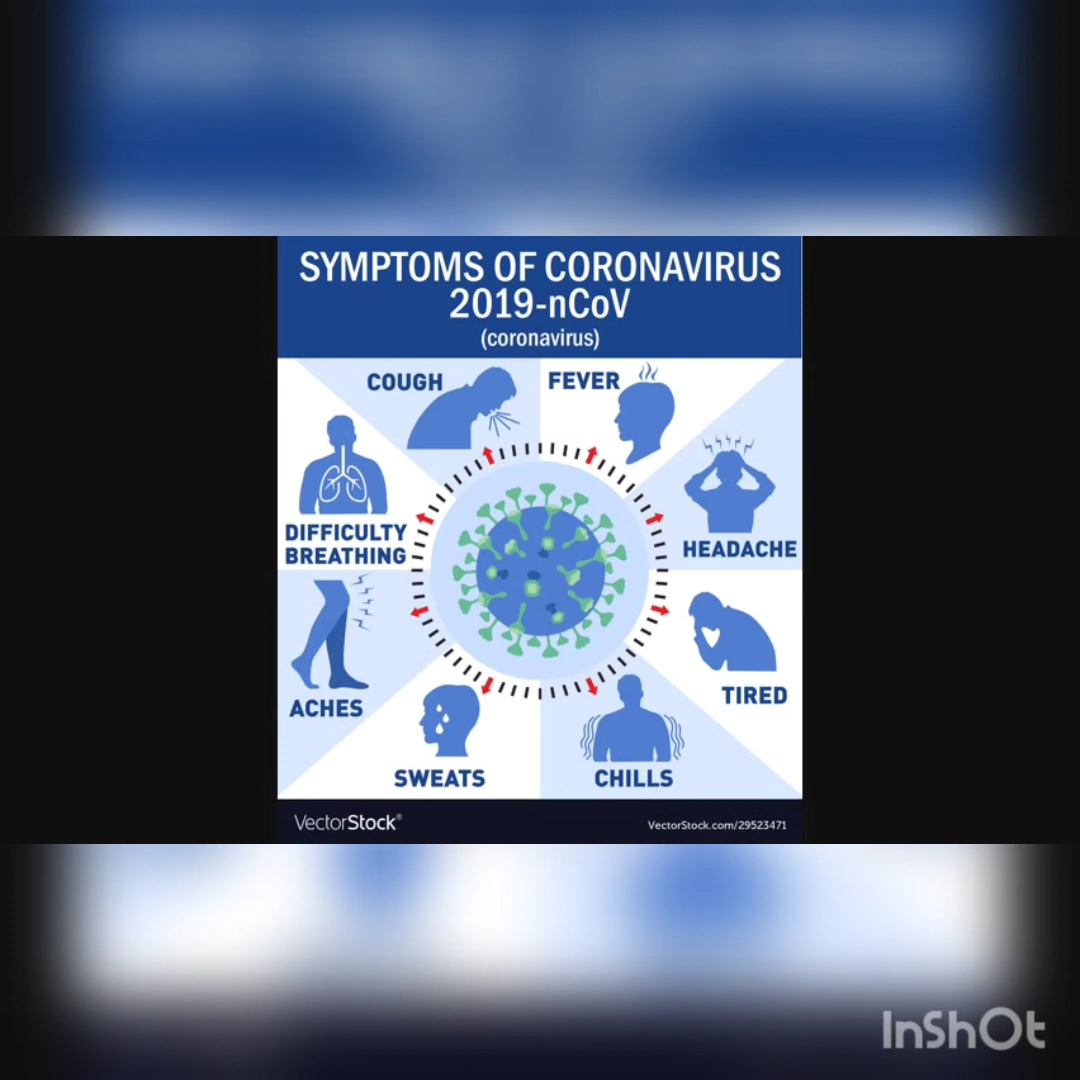 SYMPTOMS OF CORONAVIRUS
2019-nCoV
(coronavirus)
COUGH
FEVER
DIFFICULTY
BREATHING
HEADACHE
ACHES
TIRED
SWEATS
CHILLS
VectorStock®
VectorStock.com/29523471
InShOt